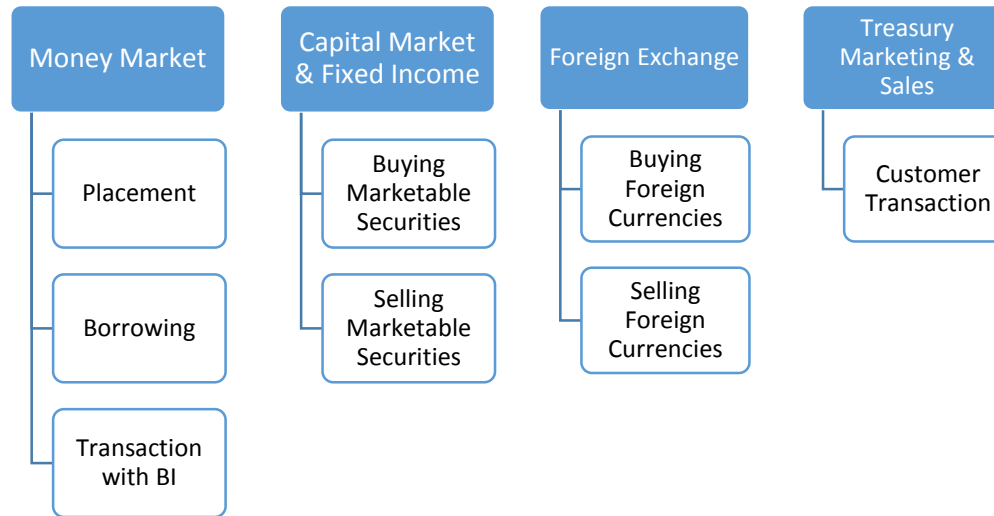 Money Market
Placement
Borrowing
Transaction
with BI
Capital Market
& Fixed Income
Buying
Marketable
Securities
Selling
Marketable
Securities
Foreign Exchange
Buying
Foreign
Currencies
Selling
Foreign
Currencies
Treasury
Marketing &
Sales
Customer
Transaction